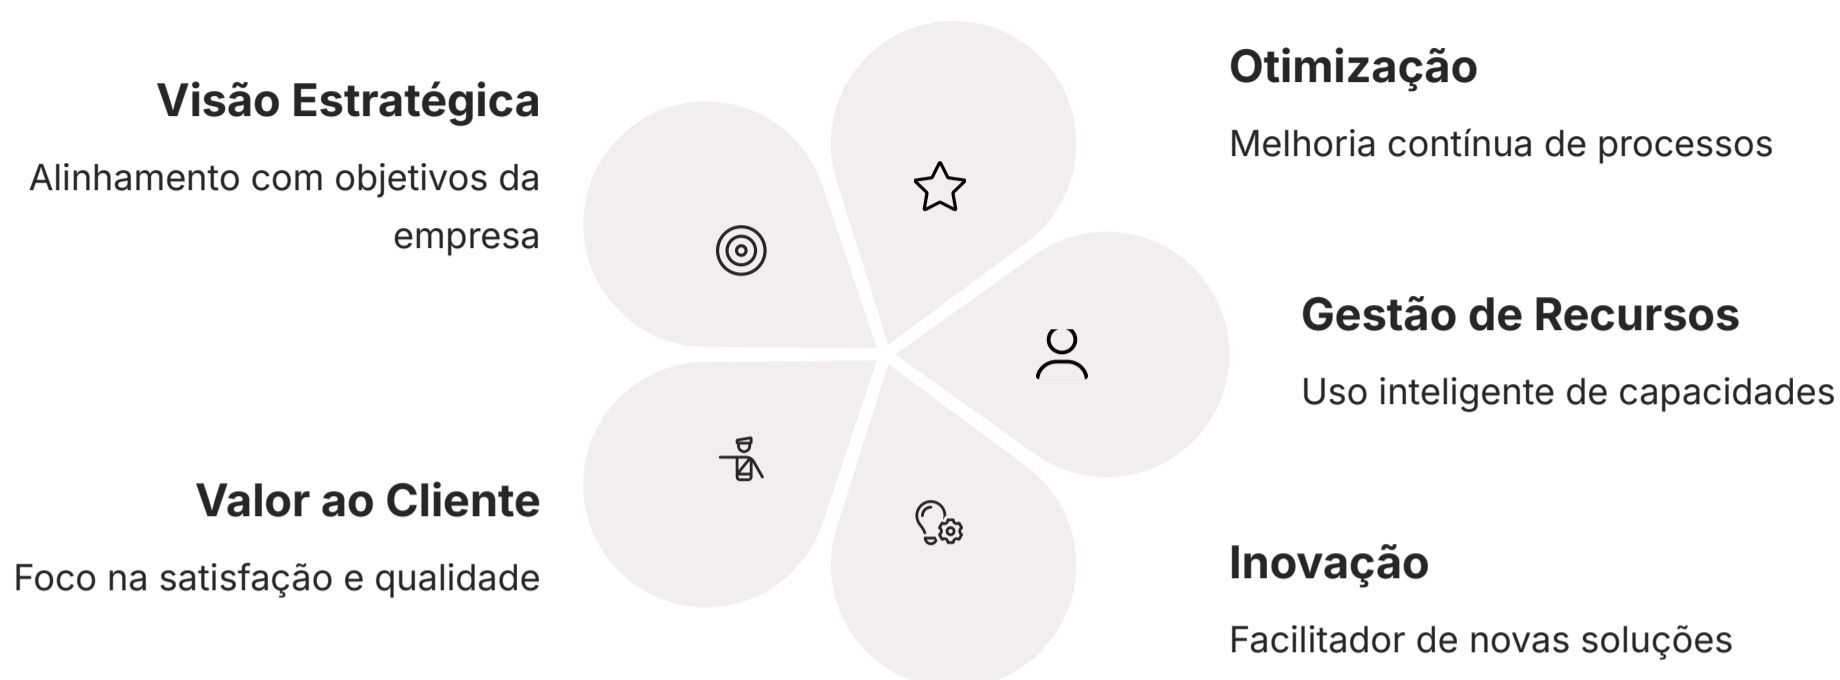 Visão Estratégica
Alinhamento com objetivos da
empresa
Valor ao Cliente
Foco na satisfação e qualidade
Otimização
Melhoria contínua de processos
Gestão de Recursos
Uso inteligente de capacidades
Inovação
Facilitador de novas soluções